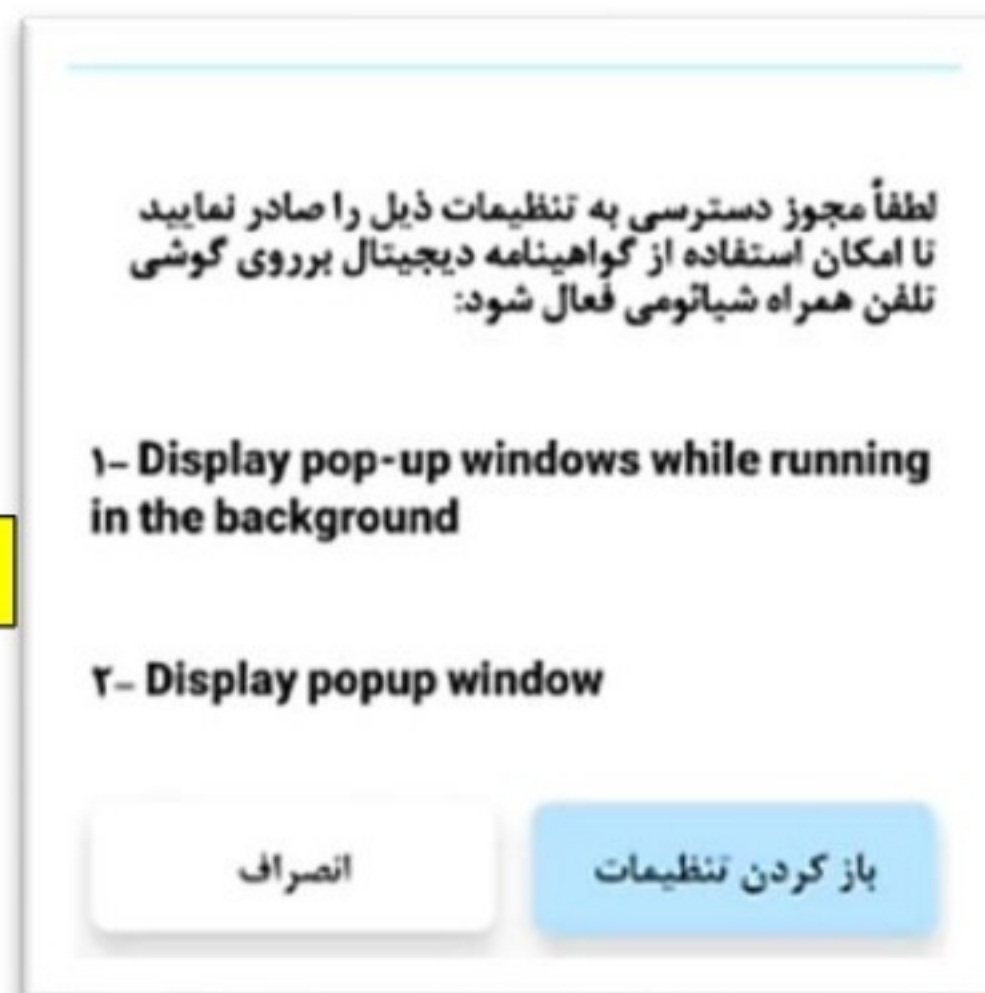 لطفاً مجوز دسترسی به تنظیمات ذیل را صادر نمایید
تا امکان استفاده از گواهینامه دیجیتال برروی گوشی
تلفن همراه شیائومی فعال شود:
۱- Display pop-up windows while running
in the background
۲- Display popup window
باز کردن تنظیمات
انصراف